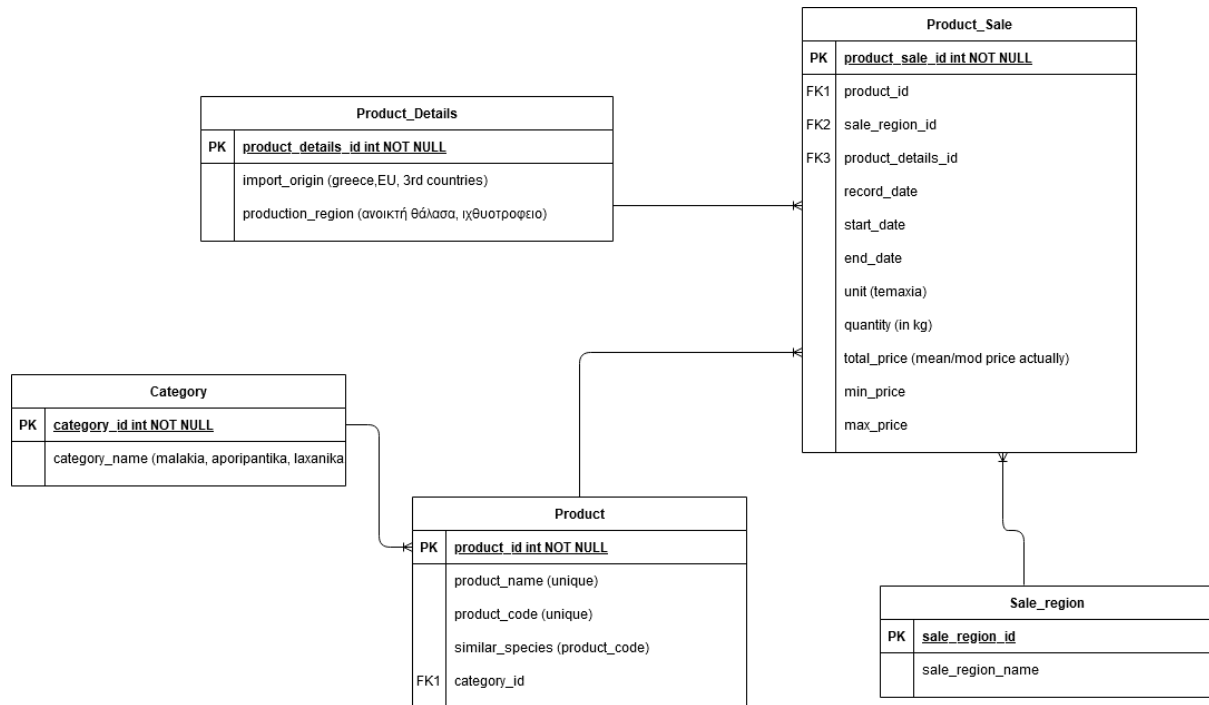 Product_Sale
PK product_sale_id int NOT NULL
FK1 product_id
FK2 sale_region_id
FK3 product_details_id
record_date
start_date
end_date
unit (temaxia)
quantity (in kg)
total_price (mean/mod price actually)
min_price
max_price
Product_Details
PK product_details_id int NOT NULL
import_origin (greece,EU, 3rd countries)
production_region (ανοικτή θάλασα, ιχθυοτροφειο)
Category
PK category_id int NOT NULL
category_name (malakia, aporipantika, laxanika
Product
PK product_id int NOT NULL
product_name (unique)
product_code (unique)
similar_species (product_code)
FK1 category_id
Sale_region
PK sale_region_id
sale_region_name